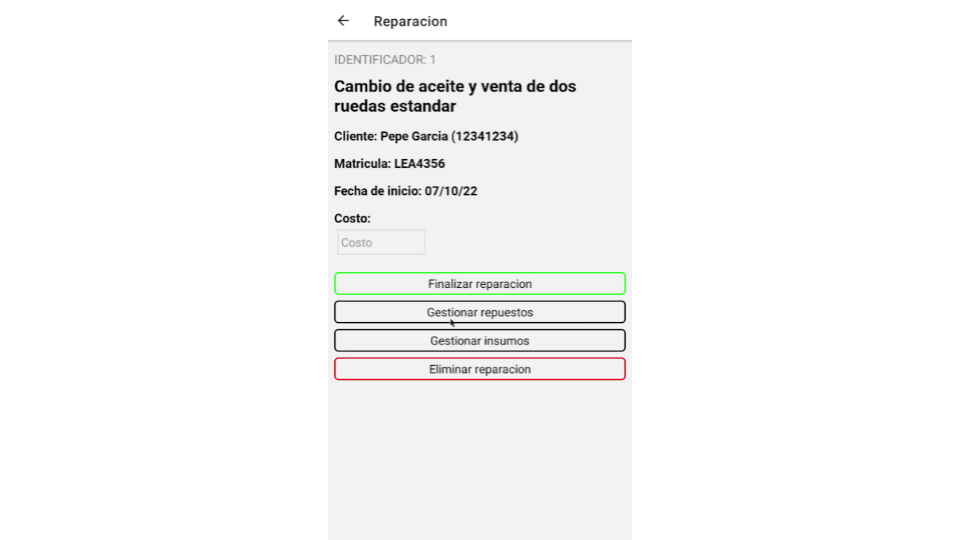 Reparacion
IDENTIFICADOR: 1
Cambio de aceite y venta de dos
ruedas estandar
Cliente: Pepe Garcia (12341234)
Matricula: LEA4356
Fecha de inicio: 07/10/22
Costo:
Costo
Finalizar reparacion
Gestionar repuestos
Gestionar insumos
Eliminar reparacion